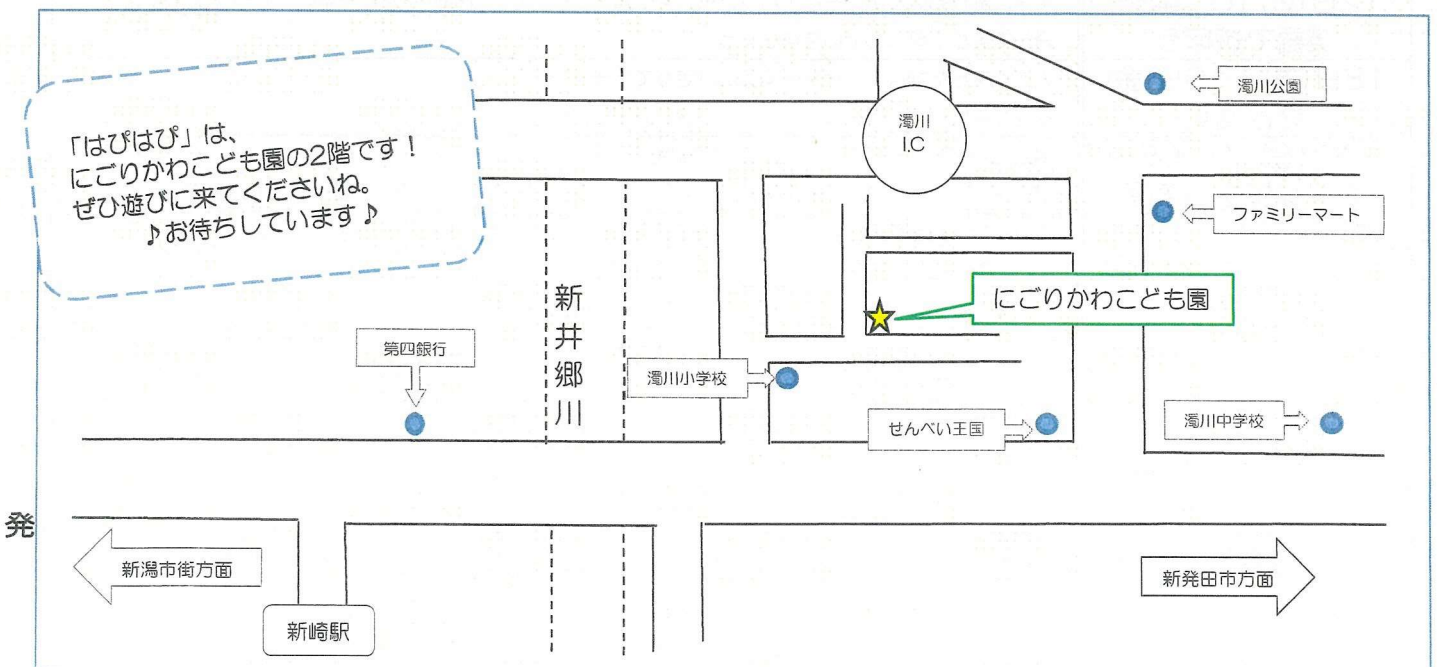 「はぴはぴ」は、
にごりかわこども園の2階です！
ぜひ遊びに来てくださいね。
♪お待ちしています♪
濁川
I.C
濁川公園
ファミリーマート
にごりかわこども園
新井郷川
第四銀行
濁川小学校
せんべい王国
濁川中学校
発
新潟市街方面
新発田市方面
新崎駅